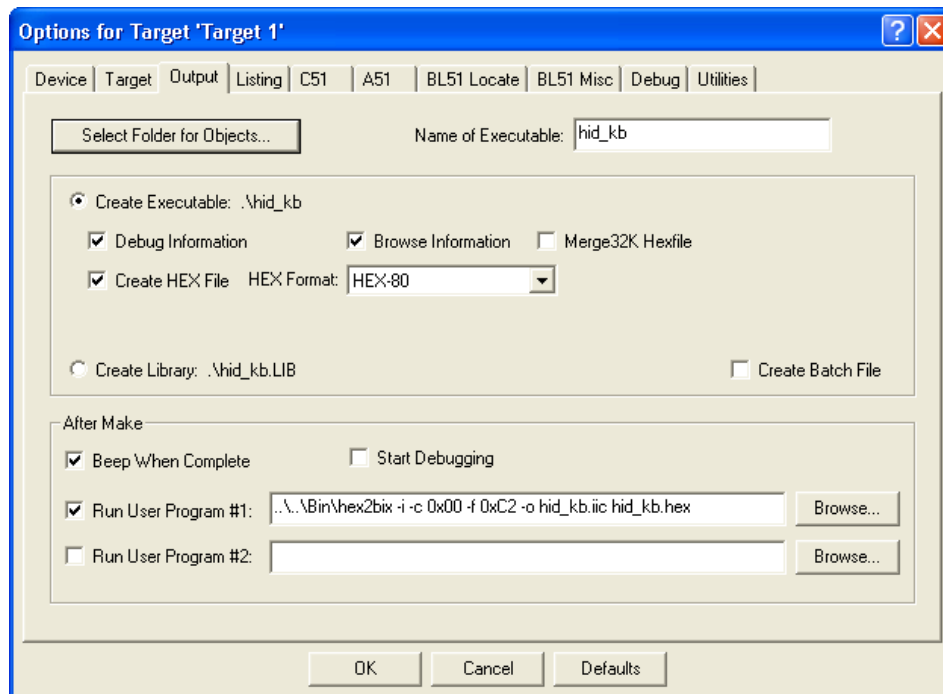 Options for Target 'Target 1'
Device Target Output Listing C51 A51 BL51 Locate BL51 Misc Debug Utilities
Select Folder for Objects... Name of Executable: hid_kb
Create Executable: .\hid_kb
Debug Information Browse Information Merge32K Hexfile
Create HEX File HEX Format: HEX-80
Create Library: .\hid_kb.LIB Create Batch File
After Make
Beep When Complete Start Debugging
Run User Program #1: ..\..\Bin\hex2bix -i -c 0x00 -f 0xC2 -o hid_kb.iic hid_kb.hex Browse...
Run User Program #2: Browse...
OK Cancel Defaults